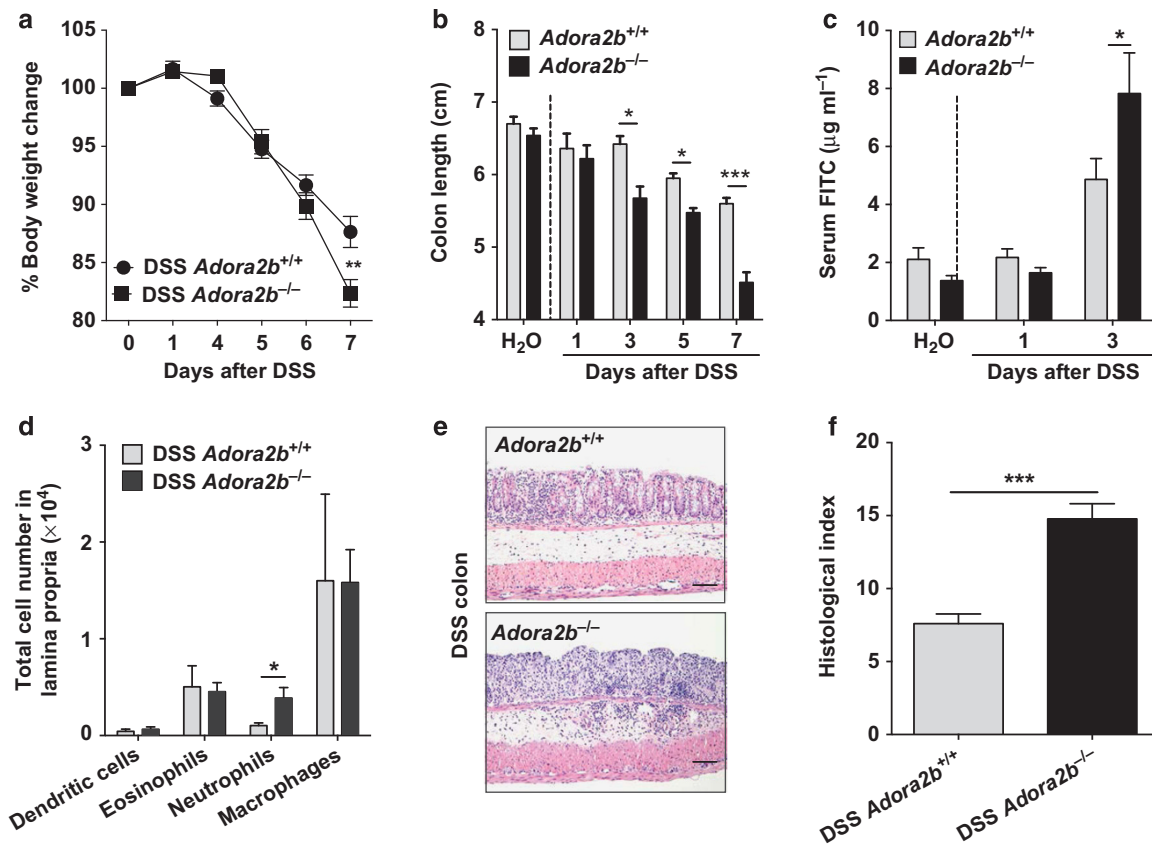 a
105
100
95
90
85
80
% Body weight change
DSS Adora2b+/+
DSS Adora2b–/–
**
0 1 4 5 6 7
Days after DSS
b
8
7
6
5
4
Colon length (cm)
Adora2b+/+
Adora2b–/–
*
*
***
H2O 1 3 5 7
Days after DSS
c
10
8
6
4
2
0
Serum FITC (µg ml–1)
Adora2b+/+
Adora2b–/–
*
H2O 1 3
Days after DSS
d
3
2
1
0
Total cell number in
lamina propria (×104)
DSS Adora2b+/+
DSS Adora2b–/–
*
Dendritic cells
Eosinophils
Neutrophils
Macrophages
e
DSS colon
Adora2b+/+
Adora2b–/–
f
20
15
10
5
0
Histological index
***
DSS Adora2b+/+
DSS Adora2b–/–